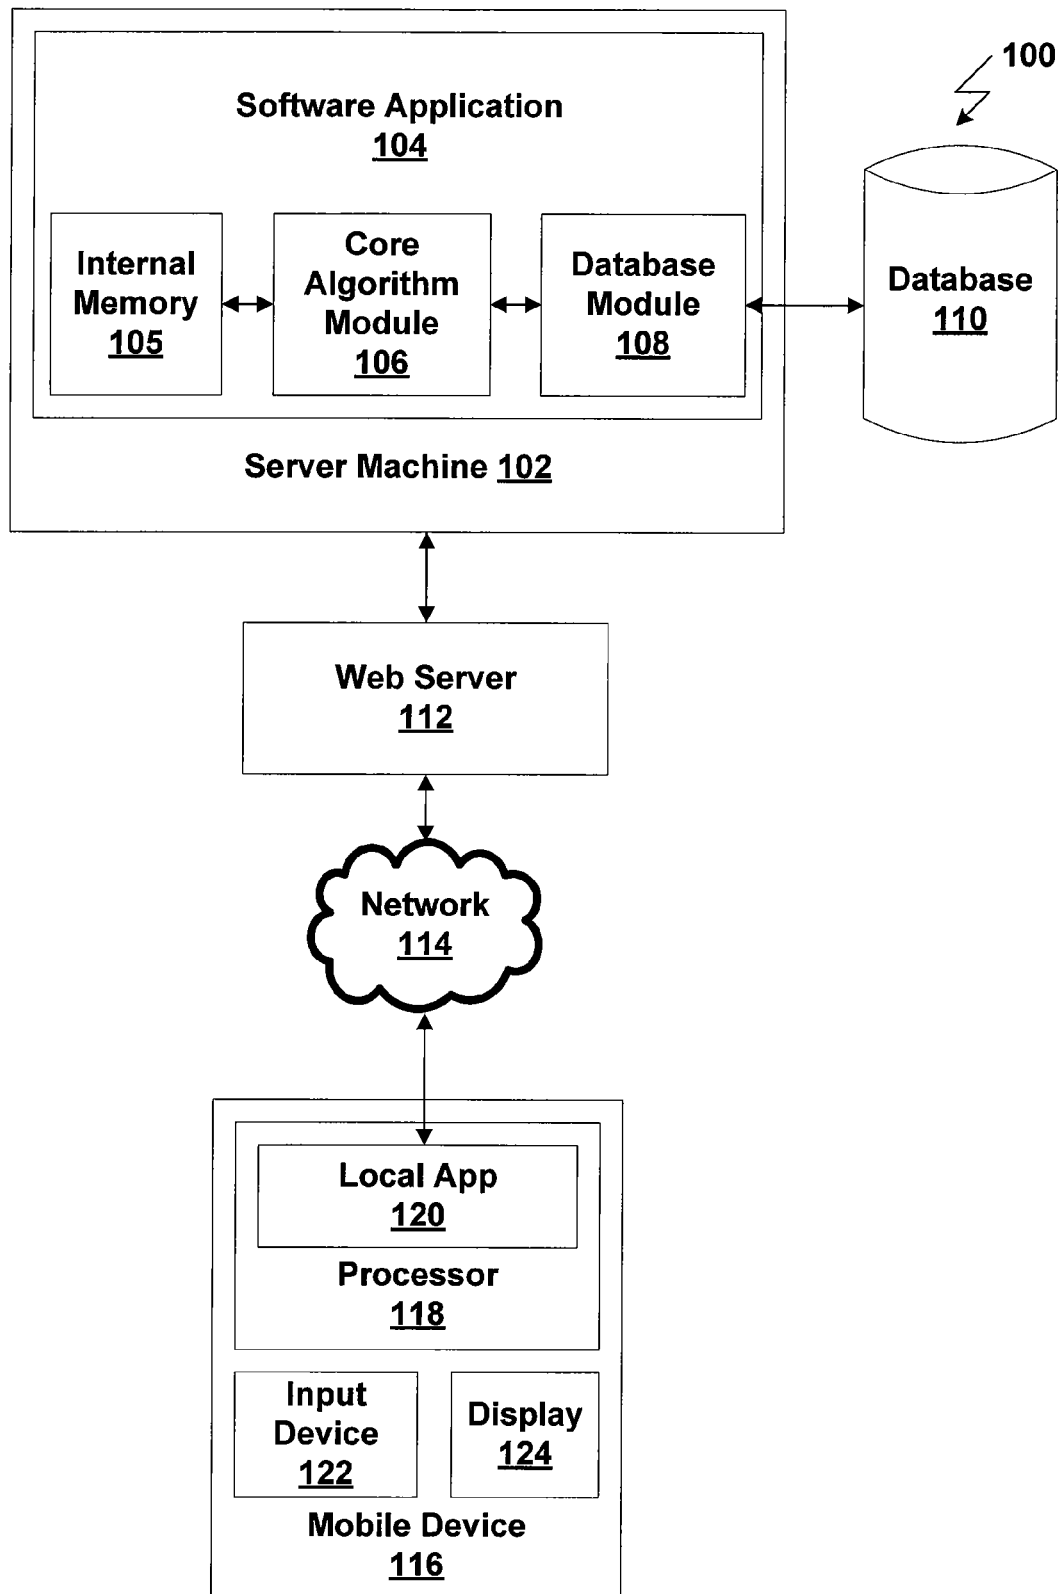 100
Software Application
104
Internal
Memory
105
Core
Algorithm
Module
106
Database
Module
108
Database
110
Server Machine 102
Web Server
112
Network
114
Local App
120
Processor
118
Input
Device
122
Display
124
Mobile Device
116